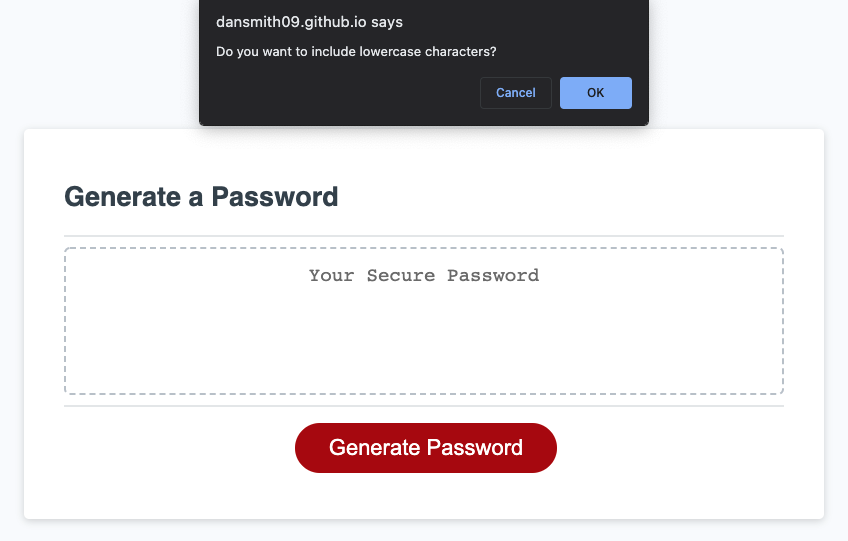 dansmith09.github.io says
Do you want to include lowercase characters?
Cancel
OK
Generate a Password
Your Secure Password
Generate Password